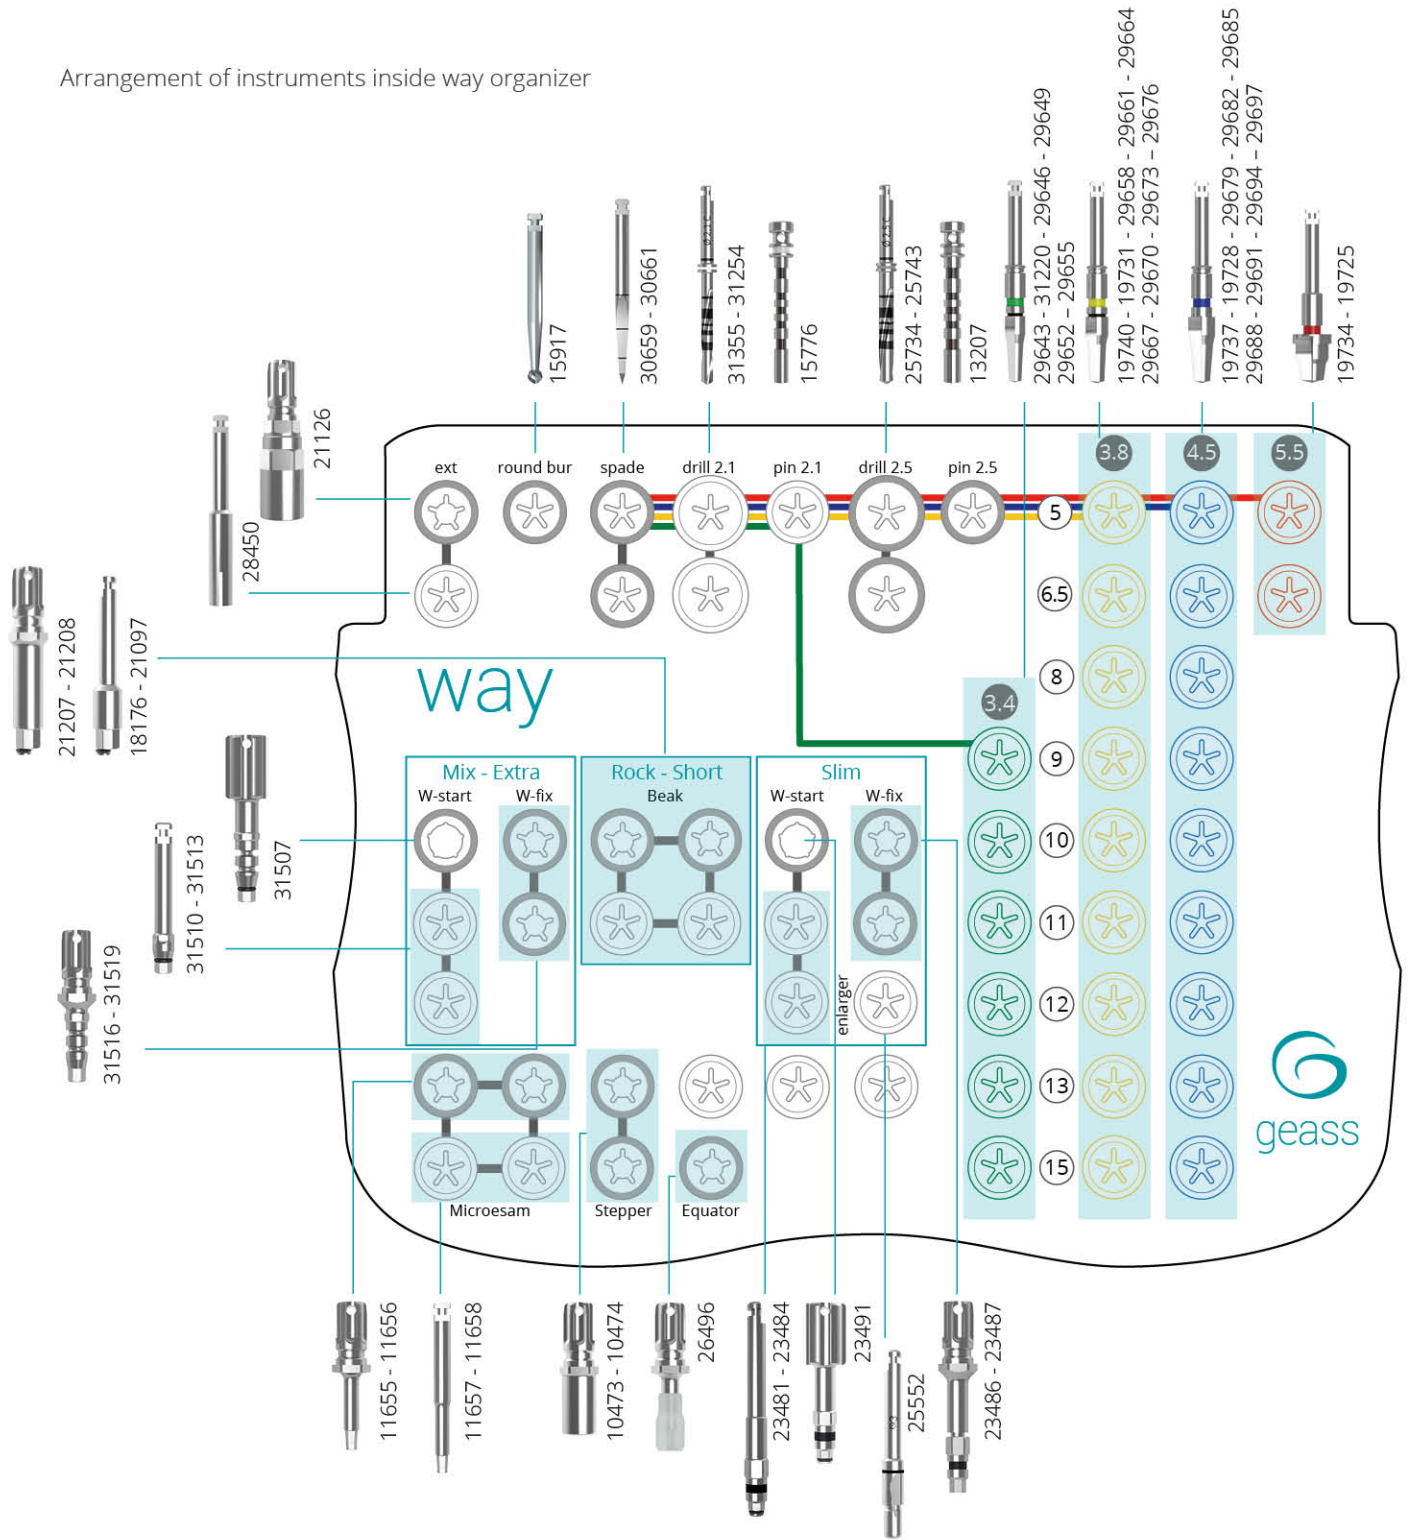 Arrangement of instruments inside way organizer
15917
30659 - 30661
Ø 2,1 C
31355 - 31254
15776
Ø 2,5 C
25734 - 25743
13207
29643 - 31220 - 29646 - 29649
29652 – 29655
19740 - 19731 - 29658 - 29661 - 29664
29667 - 29670 – 29673 – 29676
19737 - 19728 - 29679 - 29682 - 29685
29688 - 29691 - 29694 – 29697
19734 - 19725
21126
28450
21207 - 21208
18176 - 21097
31507
31510 - 31513
31516 - 31519
ext
round bur
spade
drill 2.1
pin 2.1
drill 2.5
pin 2.5
3.8
4.5
5.5
5
6.5
8
way
3.4
9
Mix - Extra
Rock - Short
Slim
W-start
W-fix
Beak
W-start
W-fix
10
11
enlarger
12
13
geass
15
Microesam
Stepper
Equator
11655 - 11656
11657 - 11658
10473 - 10474
26496
23481 - 23484
23491
25552
23486 - 23487